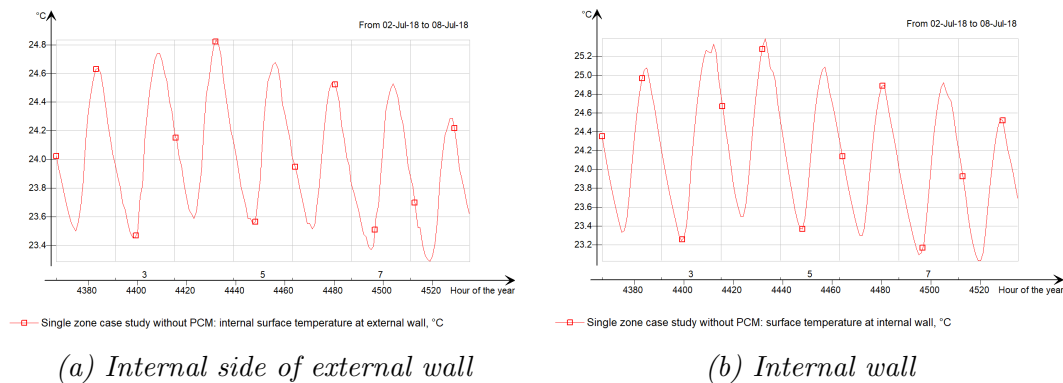 °C
From 02-Jul-18 to 08-Jul-18
24.8
24.6
24.4
24.2
24.0
23.8
23.6
23.4
3 5 7
4380 4400 4420 4440 4460 4480 4500 4520 Hour of the year
Single zone case study without PCM: internal surface temperature at external wall, °C
(a) Internal side of external wall
°C
From 02-Jul-18 to 08-Jul-18
25.2
25.0
24.8
24.6
24.4
24.2
24.0
23.8
23.6
23.4
23.2
3 5 7
4380 4400 4420 4440 4460 4480 4500 4520 Hour of the year
Single zone case study without PCM: surface temperature at internal wall, °C
(b) Internal wall